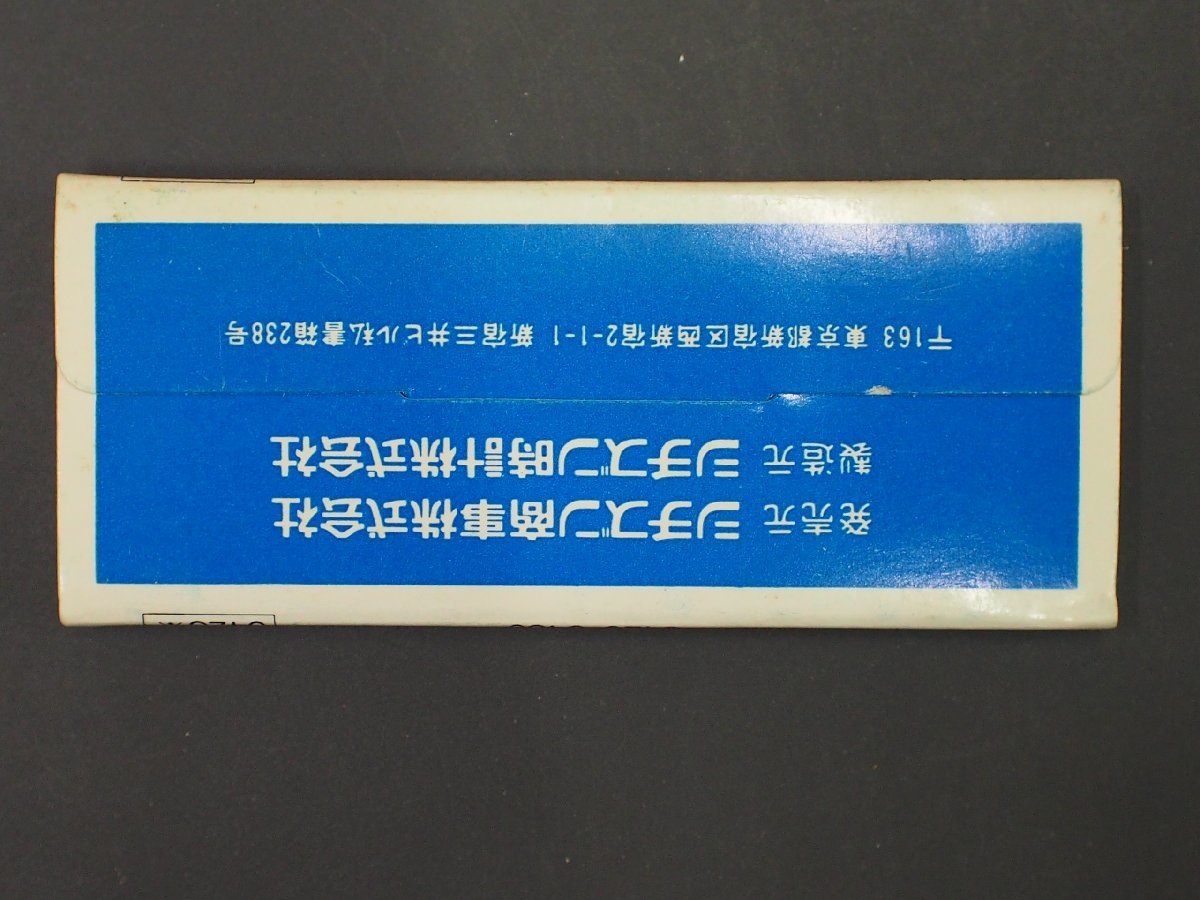 発売元 シチズン商事株式会社
製造元 シチズン時計株式会社
〒163 東京都新宿区西新宿2-1-1 新宿三井ビル私書箱238号